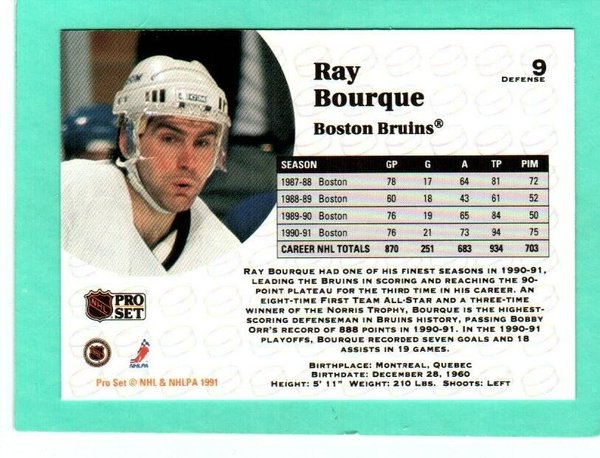 Ray
Bourque
Boston Bruins®
9
DEFENSE
SEASON GP G A TP PIM
1987-88 Boston 78 17 64 81 72
1988-89 Boston 60 18 43 61 52
1989-90 Boston 76 19 65 84 50
1990-91 Boston 76 21 73 94 75
CAREER NHL TOTALS 870 251 683 934 703
RAY BOURQUE HAD ONE OF HIS FINEST SEASONS IN 1990-91,
LEADING THE BRUINS IN SCORING AND REACHING THE 90-
POINT PLATEAU FOR THE THIRD TIME IN HIS CAREER. AN
EIGHT-TIME FIRST TEAM ALL-STAR AND A THREE-TIME
WINNER OF THE NORRIS TROPHY, BOURQUE IS THE HIGHEST-
SCORING DEFENSEMAN IN BRUINS HISTORY, PASSING BOBBY
ORR'S RECORD OF 888 POINTS IN 1990-91. IN THE 1990-91
PLAYOFFS, BOURQUE RECORDED SEVEN GOALS AND 18
ASSISTS IN 19 GAMES.
BIRTHPLACE: MONTREAL, QUEBEC
BIRTHDATE: DECEMBER 28, 1960
HEIGHT: 5' 11" WEIGHT: 210 LBS. SHOOTS: LEFT
NHL PRO
SET
NHLPA
Pro Set © NHL & NHLPA 1991